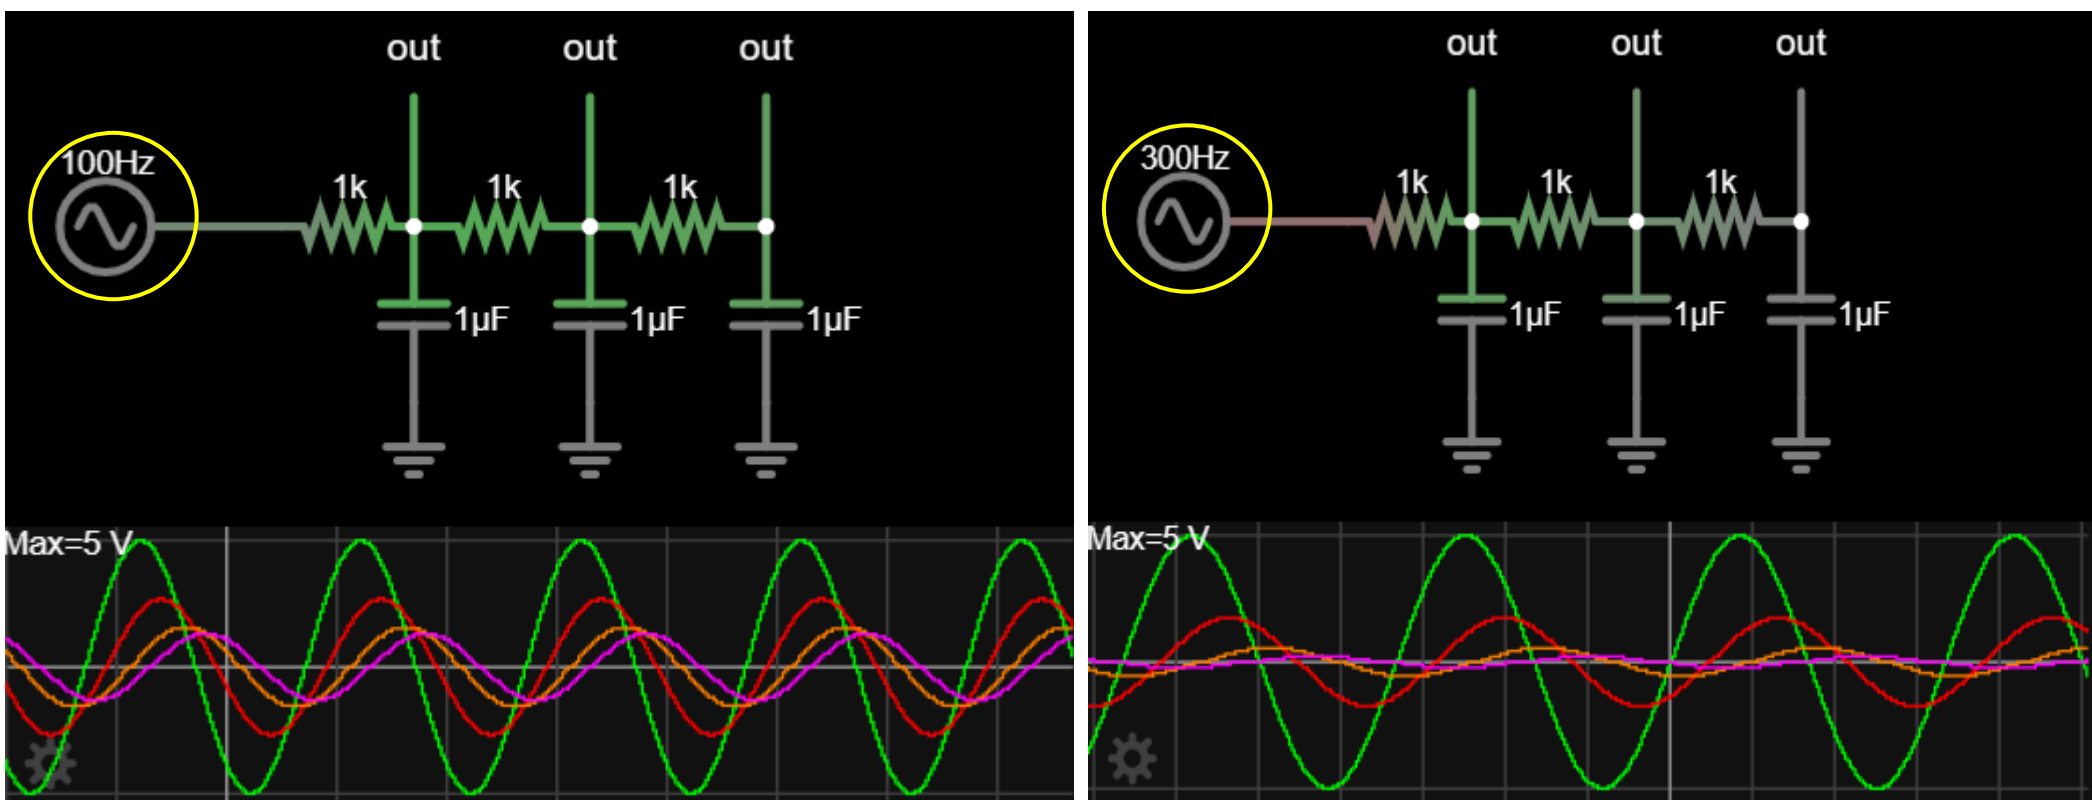 out out out
100Hz
1k 1k 1k
1µF 1µF 1µF
Max=5 V
out out out
300Hz
1k 1k 1k
1µF 1µF 1µF
Max=5 V